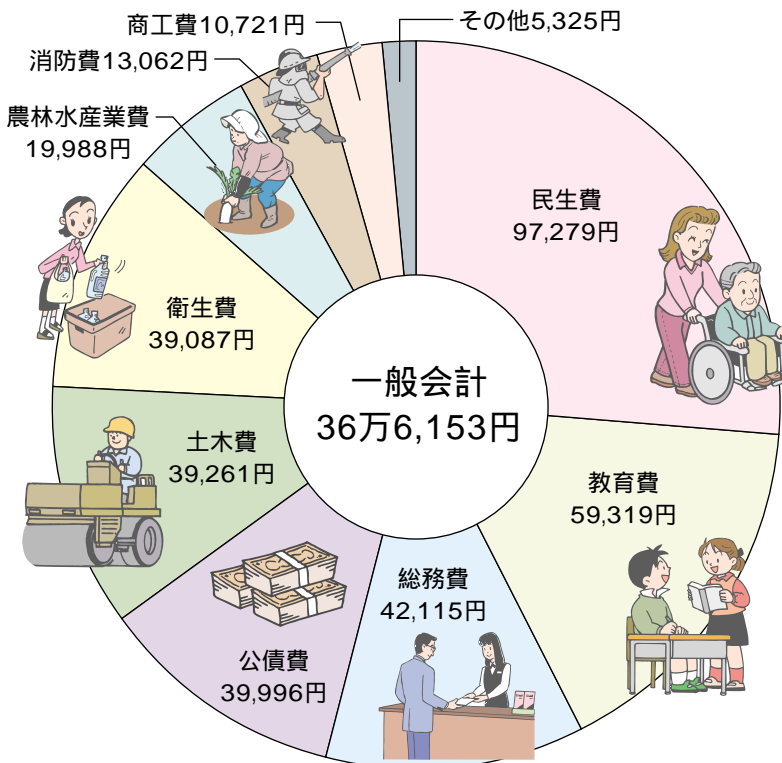 商工費10,721円
その他5,325円
消防費13,062円
農林水産業費
19,988円
民生費
97,279円
衛生費
39,087円
一般会計
36万6,153円
土木費
39,261円
教育費
59,319円
総務費
42,115円
公債費
39,996円